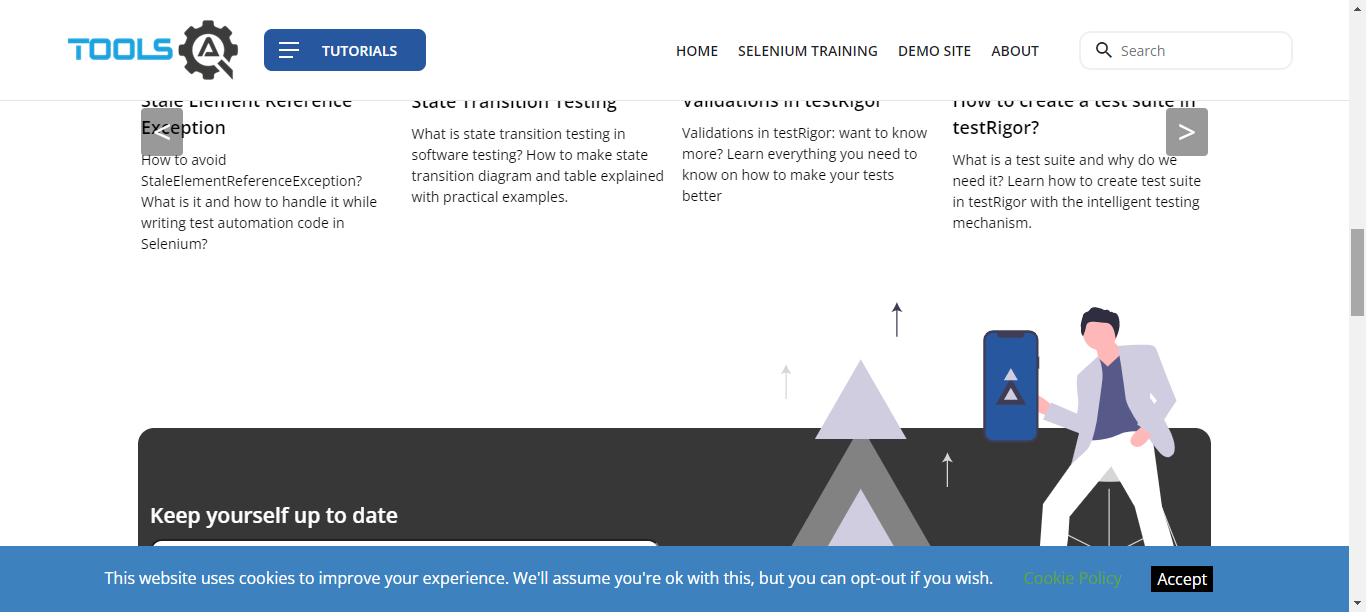 TOOLS QA
TUTORIALS
HOME
SELENIUM TRAINING
DEMO SITE
ABOUT
Search
Stale Element Reference
Exception
How to avoid
StaleElementReferenceException?
What is it and how to handle it while
writing test automation code in
Selenium?
State Transition Testing
What is state transition testing in
software testing? How to make state
transition diagram and table explained
with practical examples.
Validations in testRigor
Validations in testRigor: want to know
more? Learn everything you need to
know on how to make your tests
better
How to create a test suite in
testRigor?
What is a test suite and why do we
need it? Learn how to create test suite
in testRigor with the intelligent testing
mechanism.
<
>
Keep yourself up to date
This website uses cookies to improve your experience. We'll assume you're ok with this, but you can opt-out if you wish.
Cookie Policy
Accept